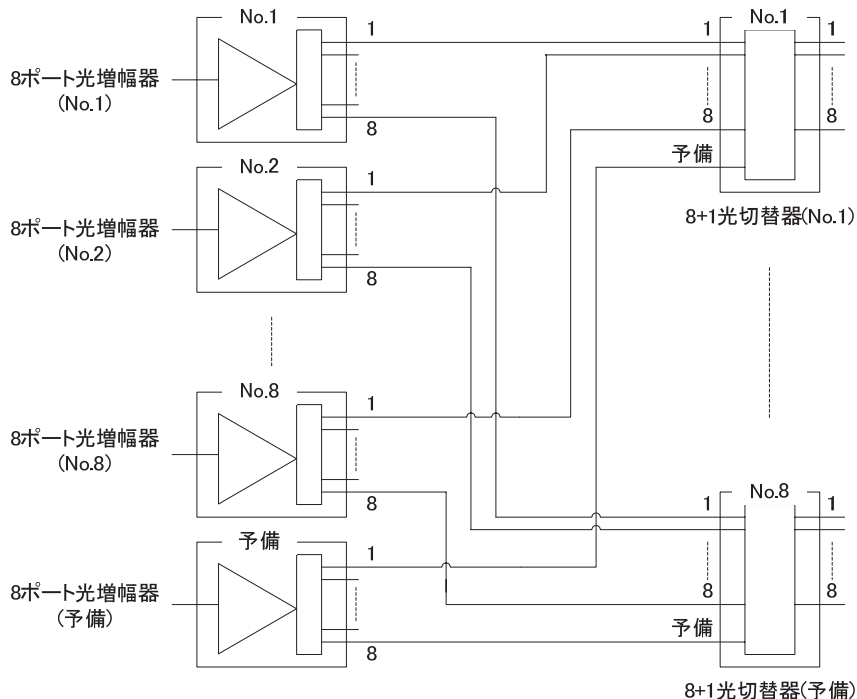 No.1
8ポート光増幅器
(No.1)
1
8
No.2
8ポート光増幅器
(No.2)
1
8
No.8
8ポート光増幅器
(No.8)
1
8
予備
8ポート光増幅器
(予備)
1
8
No.1
1
8
予備
1
8
8+1光切替器(No.1)
No.8
1
8
予備
1
8
8+1光切替器(予備)